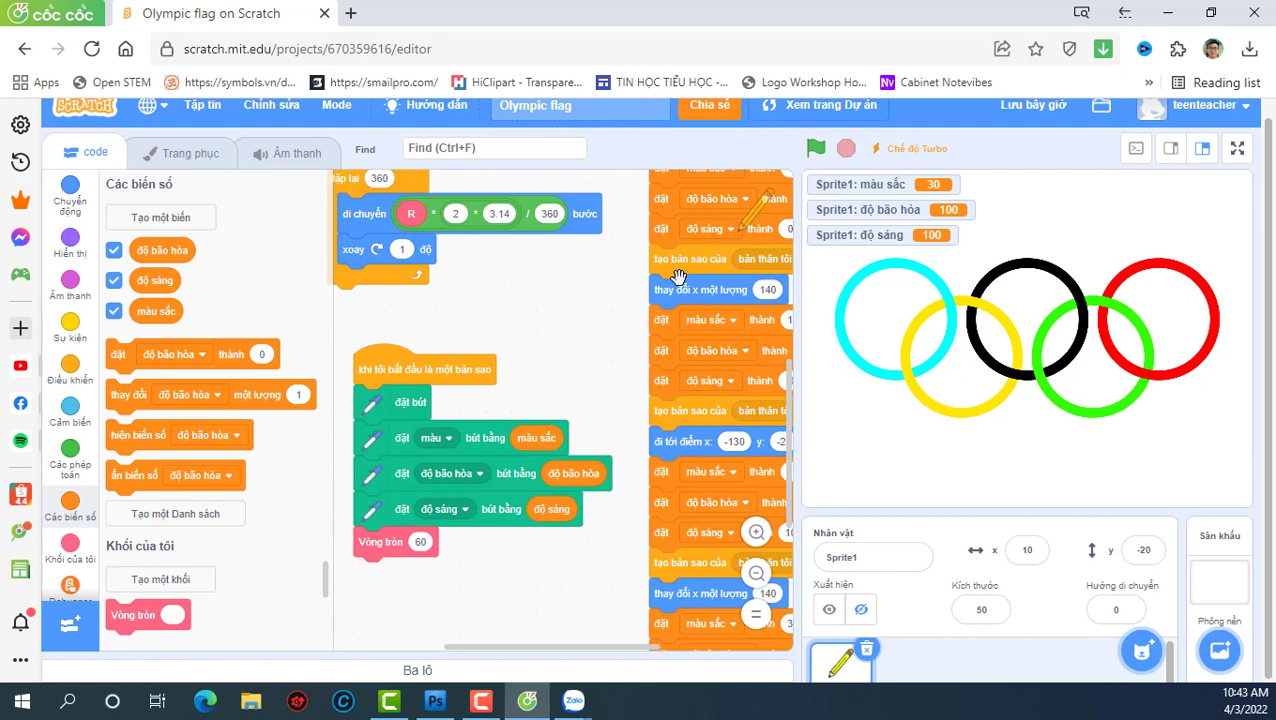 cốc cốc
Olympic flag on Scratch
scratch.mit.edu/projects/670359616/editor
Apps
Open STEM
https://symbols.vn/d...
https://smailpro.com/
HiClipart - Transpare...
TIN HỌC TIỂU HỌC -...
Logo Workshop Ho...
Cabinet Notevibes
Reading list
SCRATCH
Tập tin
Chỉnh sửa
Mode
Hướng dẫn
Olympic flag
Chia sẻ
Xem trang Dự án
Lưu bây giờ
teenteacher
code
Trang phục
Âm thanh
Find
Find (Ctrl+F)
Chế độ Turbo
Chuyển động
Hiển thị
Âm thanh
Sự kiện
Điều khiển
Cảm biến
Các phép toán
Các biến số
Khối của tôi
Các biến số
Tạo một biến
độ bão hòa
độ sáng
màu sắc
đặt độ bão hòa thành 0
thay đổi độ bão hòa một lượng 1
hiện biến số độ bão hòa
ẩn biến số độ bão hòa
Tạo một Danh sách
Khối của tôi
Tạo một khối
Vòng tròn
lặp lại 360
di chuyển R * 2 * 3.14 / 360 bước
xoay 1 độ
khi tôi bắt đầu là một bản sao
đặt bút
đặt màu bút bằng màu sắc
đặt độ bão hòa bút bằng độ bão hòa
đặt độ sáng bút bằng độ sáng
Vòng tròn 60
đặt màu sắc thành
đặt độ bão hòa thành
đặt độ sáng thành 0
tạo bản sao của bản thân tôi
thay đổi x một lượng 140
đặt màu sắc thành 1
đặt độ bão hòa thành
đặt độ sáng thành
tạo bản sao của bản thân tôi
đi tới điểm x: -130 y: -2
đặt màu sắc thành
đặt độ bão hòa thành
đặt độ sáng thành 10
tạo bản sao của bản thân tôi
thay đổi x một lượng 140
đặt màu sắc thành 3
Sprite1: màu sắc 30
Sprite1: độ bão hòa 100
Sprite1: độ sáng 100
Nhân vật
Sprite1
x 10
y -20
Xuất hiện
Kích thước 50
Hướng di chuyển 0
Sân khấu
Phông nền
Ba lô
10:43 AM
4/3/2022